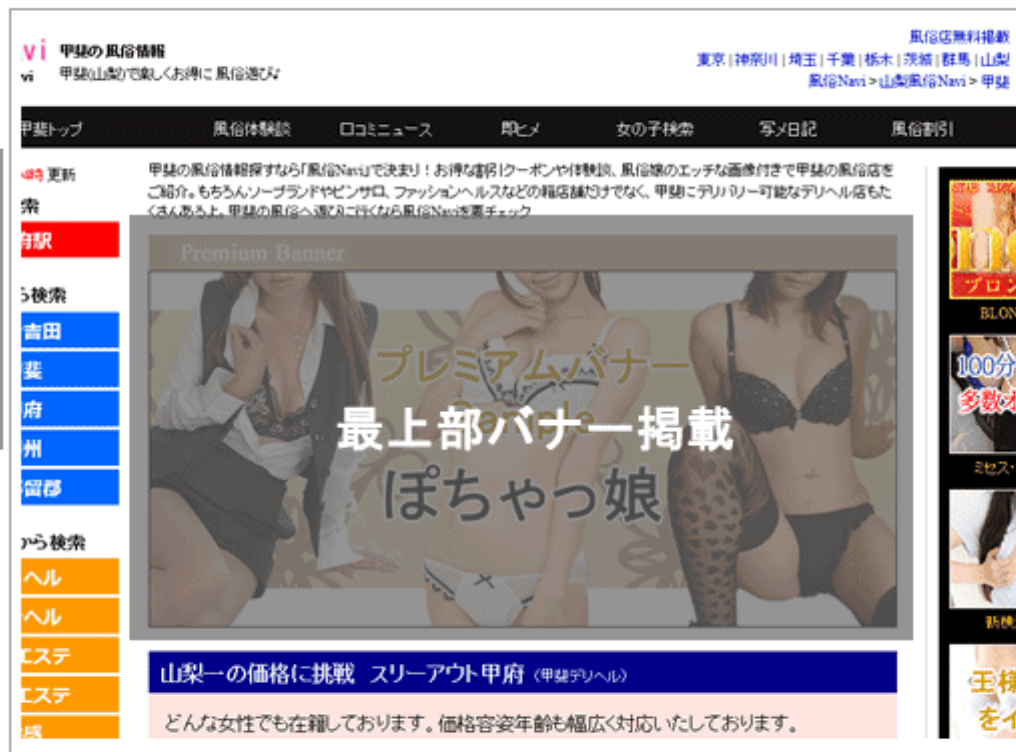 vi 甲斐の風俗情報
vi 甲斐(山梨)で楽しくお得に風俗遊びな
風俗店無料掲載
東京|神奈川|埼玉|千葉|栃木|茨城|群馬|山梨
風俗Navi>山梨風俗Navi>甲斐
甲斐トップ 風俗体験談 口コミニュース 即ヒメ 女の子検索 写メ日記 風俗割引
更新
甲斐の風俗情報探すなら「風俗Navi」で決まり！お得な割引クーポンや体験談、風俗嬢のエッチな画像付きで甲斐の風俗店を
ご紹介。もちろんソープランドやピンサロ、ファッションヘルスなどの箱店舗だけでなく、甲斐にデリバリー可能なデリヘル店もた
くさんあるよ。甲斐の風俗へ遊びに行くなら風俗Naviを要チェック
索
府駅
ら検索
吉田
斐
府
州
留郡
から検索
ヘル
ヘル
エステ
エステ
感
Premium Banner
プレミアムバナー
Sample
最上部バナー掲載
ぽちゃっ娘
山梨一の価格に挑戦 スリーアウト甲府 (甲斐デリヘル)
どんな女性でも在籍しております。価格容姿年齢も幅広く対応いたしております。
ブロン
BLON
100分
多数
ミセス・
王様
をイ